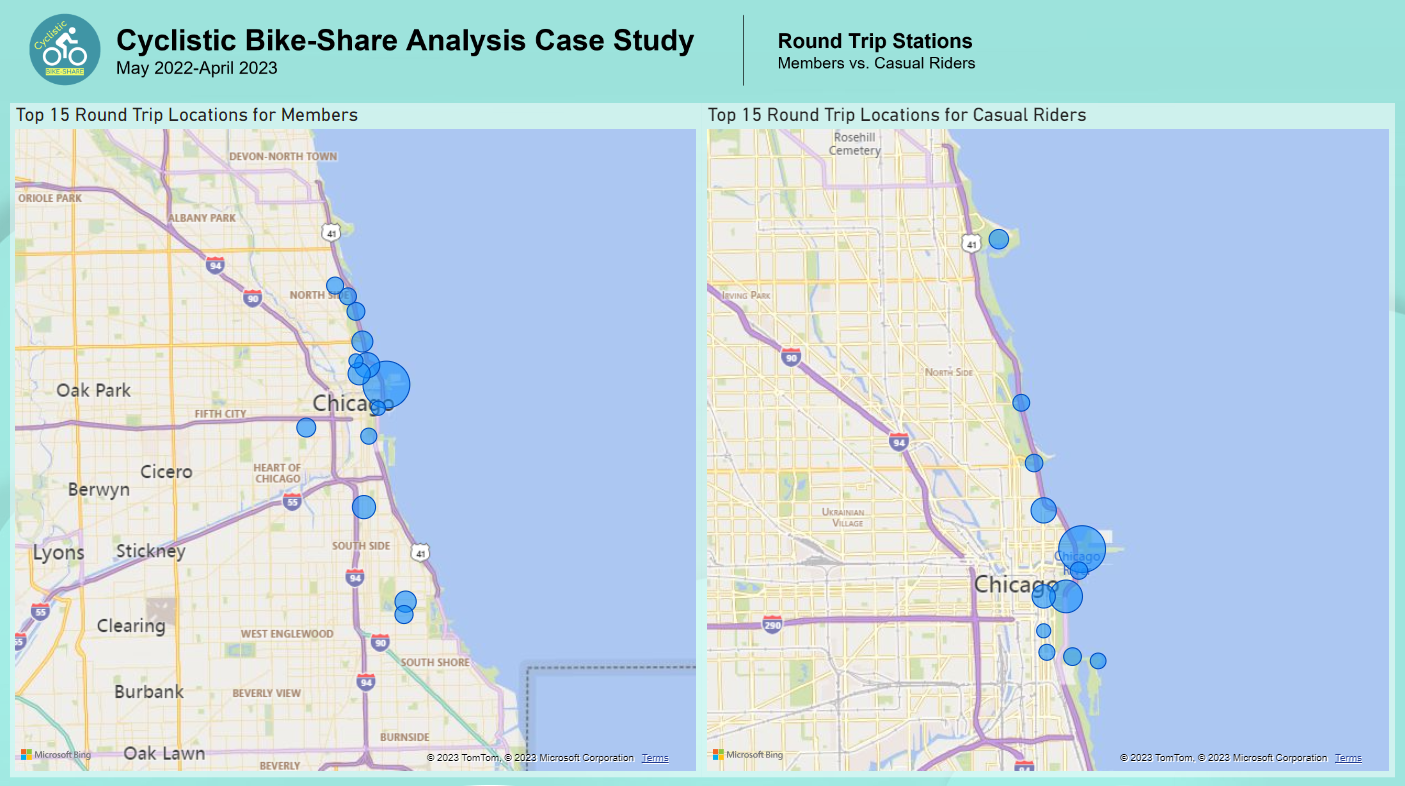 Cyclistic
BIKE-SHARE
Cyclistic Bike-Share Analysis Case Study
May 2022-April 2023
Round Trip Stations
Members vs. Casual Riders
Top 15 Round Trip Locations for Members
DEVON-NORTH TOWN
ORIOLE PARK
ALBANY PARK
41
94
90
NORTH SIDE
Oak Park
Chicago
FIFTH CITY
Cicero
HEART OF
CHICAGO
Berwyn
55
Lyons
Stickney
SOUTH SIDE
41
94
55
Clearing
WEST ENGLEWOOD
55
90
SOUTH SHORE
Burbank
BEVERLY VIEW
94
BURNSIDE
Oak Lawn
BEVERLY
Microsoft Bing
© 2023 TomTom, © 2023 Microsoft Corporation Terms
Top 15 Round Trip Locations for Casual Riders
Rosehill
Cemetery
41
IRVING PARK
90
NORTH SIDE
94
UKRAINIAN
VILLAGE
Chicago
Chicago
290
94
Microsoft Bing
© 2023 TomTom, © 2023 Microsoft Corporation Terms